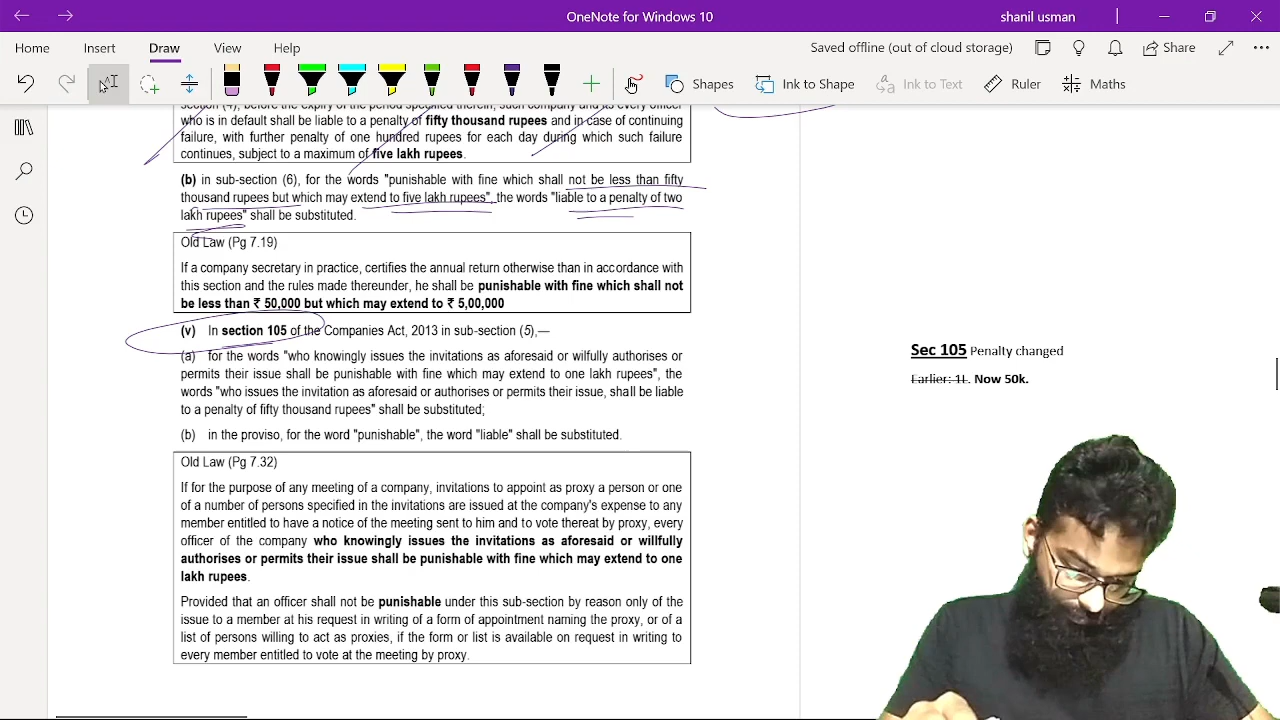 OneNote for Windows 10
shanil usman
Home Insert Draw View Help
Saved offline (out of cloud storage)
Share
Shapes
Ink to Shape
Ink to Text
Ruler
Maths
section (4), before the expiry of the period specified therein, such company and its every officer
who is in default shall be liable to a penalty of fifty thousand rupees and in case of continuing
failure, with further penalty of one hundred rupees for each day during which such failure
continues, subject to a maximum of five lakh rupees.
(b) in sub-section (6), for the words "punishable with fine which shall not be less than fifty
thousand rupees but which may extend to five lakh rupees", the words "liable to a penalty of two
lakh rupees" shall be substituted.
Old Law (Pg 7.19)
If a company secretary in practice, certifies the annual return otherwise than in accordance with
this section and the rules made thereunder, he shall be punishable with fine which shall not
be less than ₹ 50,000 but which may extend to ₹ 5,00,000
(v) In section 105 of the Companies Act, 2013 in sub-section (5),—
(a) for the words "who knowingly issues the invitations as aforesaid or wilfully authorises or
permits their issue shall be punishable with fine which may extend to one lakh rupees", the
words "who issues the invitation as aforesaid or authorises or permits their issue, shall be liable
to a penalty of fifty thousand rupees" shall be substituted;
(b) in the proviso, for the word "punishable", the word "liable" shall be substituted.
Old Law (Pg 7.32)
If for the purpose of any meeting of a company, invitations to appoint as proxy a person or one
of a number of persons specified in the invitations are issued at the company's expense to any
member entitled to have a notice of the meeting sent to him and to vote thereat by proxy, every
officer of the company who knowingly issues the invitations as aforesaid or willfully
authorises or permits their issue shall be punishable with fine which may extend to one
lakh rupees.
Provided that an officer shall not be punishable under this sub-section by reason only of the
issue to a member at his request in writing of a form of appointment naming the proxy, or of a
list of persons willing to act as proxies, if the form or list is available on request in writing to
every member entitled to vote at the meeting by proxy.
Sec 105 Penalty changed
Earlier: 1L. Now 50k.